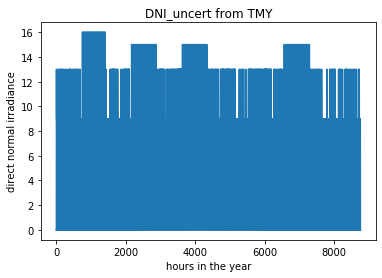 DNI_uncert from TMY
direct normal irradiance
16
14
12
10
8
6
4
2
0
0 2000 4000 6000 8000
hours in the year